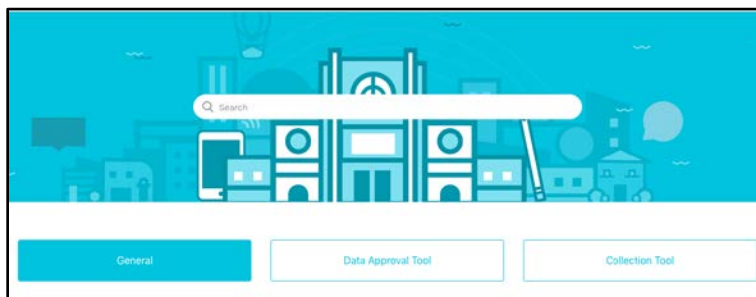 Search
General
Data Approval Tool
Collection Tool